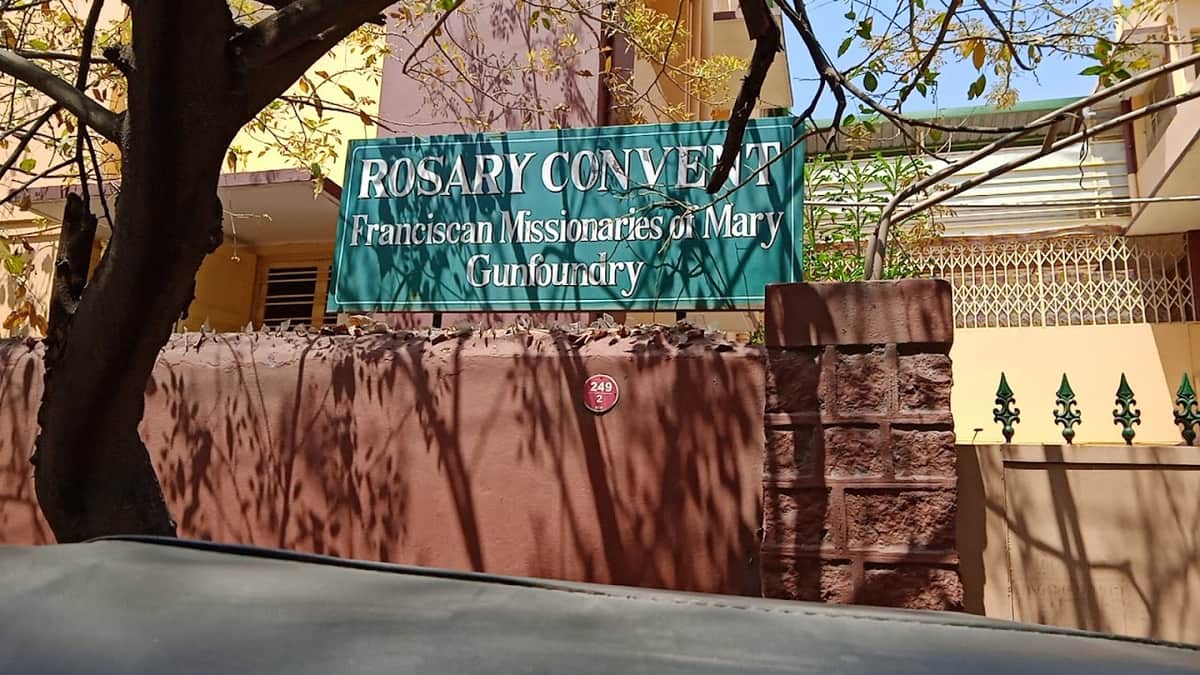 ROSARY CONVENT
Franciscan Missionaries of Mary
Gunfoundry
249
2